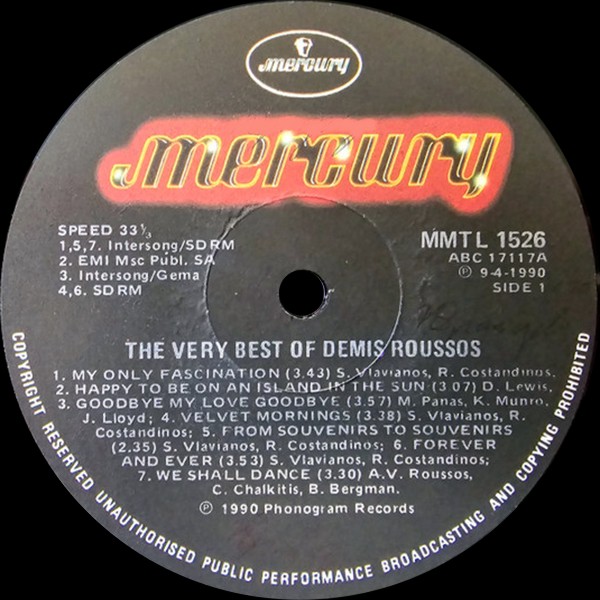 mercury
mercury
SPEED 33⅓
1,5,7. Intersong/SDRM
2. EMI Msc Publ. SA
3. Intersong/Gema
4,6. SDRM
MMTL 1526
ABC 17117A
℗ 9-4-1990
SIDE 1
THE VERY BEST OF DEMIS ROUSSOS
1. MY ONLY FASCINATION (3.43) S. Vlavianos, R. Costandinos,
2. HAPPY TO BE ON AN ISLAND IN THE SUN (3 07) D. Lewis,
3. GOODBYE MY LOVE GOODBYE (3.57) M. Panas, K. Munro,
J. Lloyd; 4. VELVET MORNINGS (3.38) S. Vlavianos, R.
Costandinos; 5. FROM SOUVENIRS TO SOUVENIRS
(2.35) S. Vlavianos, R. Costandinos; 6. FOREVER
AND EVER (3.53) S. Vlavianos, R. Costandinos;
7. WE SHALL DANCE (3.30) A.V. Roussos,
C. Chalkitis, B. Bergman.
℗ 1990 Phonogram Records
COPYRIGHT RESERVED UNAUTHORISED PUBLIC PERFORMANCE BROADCASTING AND COPYING PROHIBITED